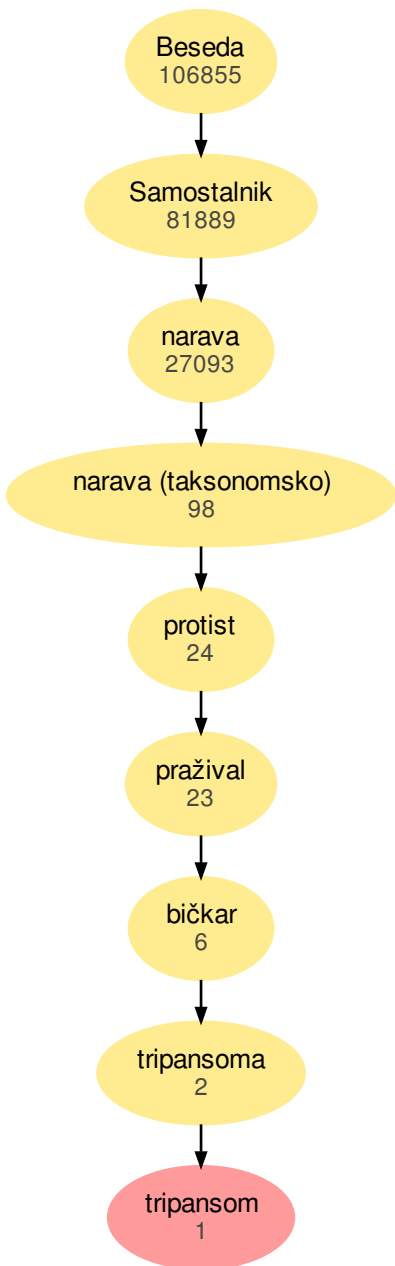 Beseda
106855
Samostalnik
81889
narava
27093
narava (taksonomsko)
98
protist
24
pražival
23
bičkar
6
tripansoma
2
tripansom
1